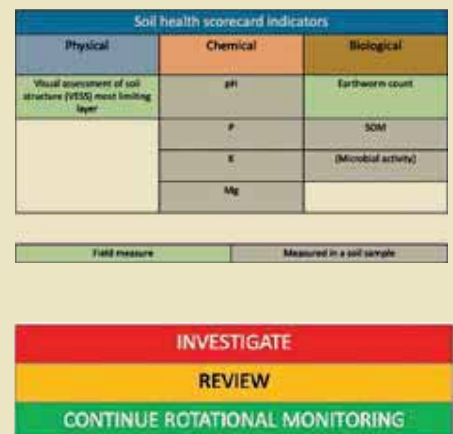 Soil health scorecard indicators
Physical Chemical Biological
Visual assessment of soil
structure (VESS) most limiting
layer
pH Earthworm count
P SOM
K (Microbial activity)
Mg
Field measure Measured in a soil sample
INVESTIGATE
REVIEW
CONTINUE ROTATIONAL MONITORING